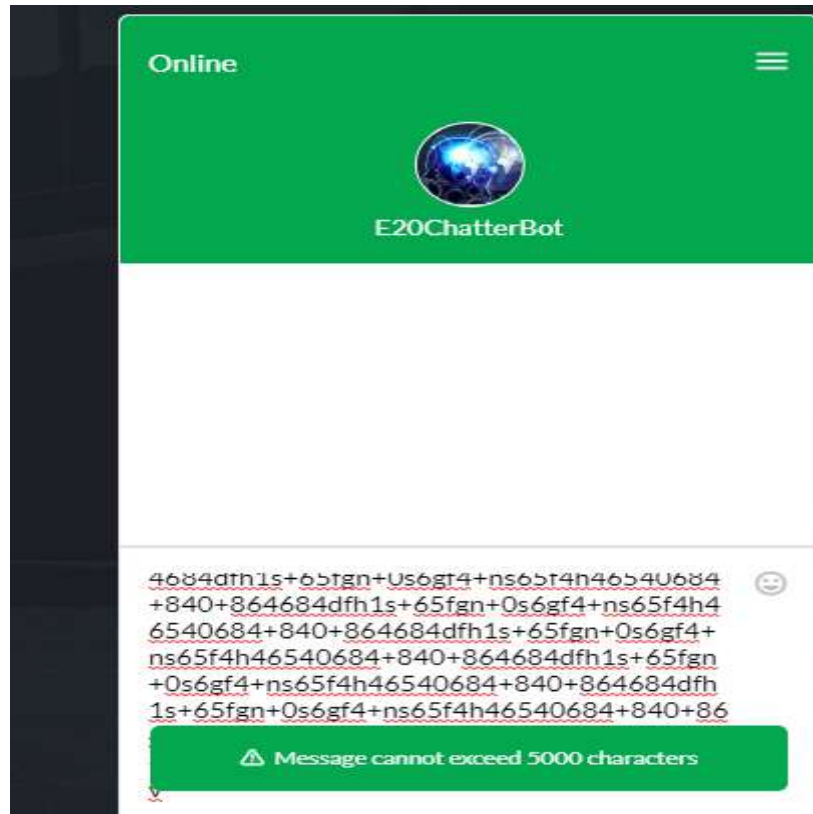 Online
E20ChatterBot
4684dfh1s+65fgn+0s6gf4+ns65f4h46540684
+840+864684dfh1s+65fgn+0s6gf4+ns65f4h4
6540684+840+864684dfh1s+65fgn+0s6gf4+
ns65f4h46540684+840+864684dfh1s+65fgn
+0s6gf4+ns65f4h46540684+840+864684dfh
1s+65fgn+0s6gf4+ns65f4h46540684+840+86
Message cannot exceed 5000 characters